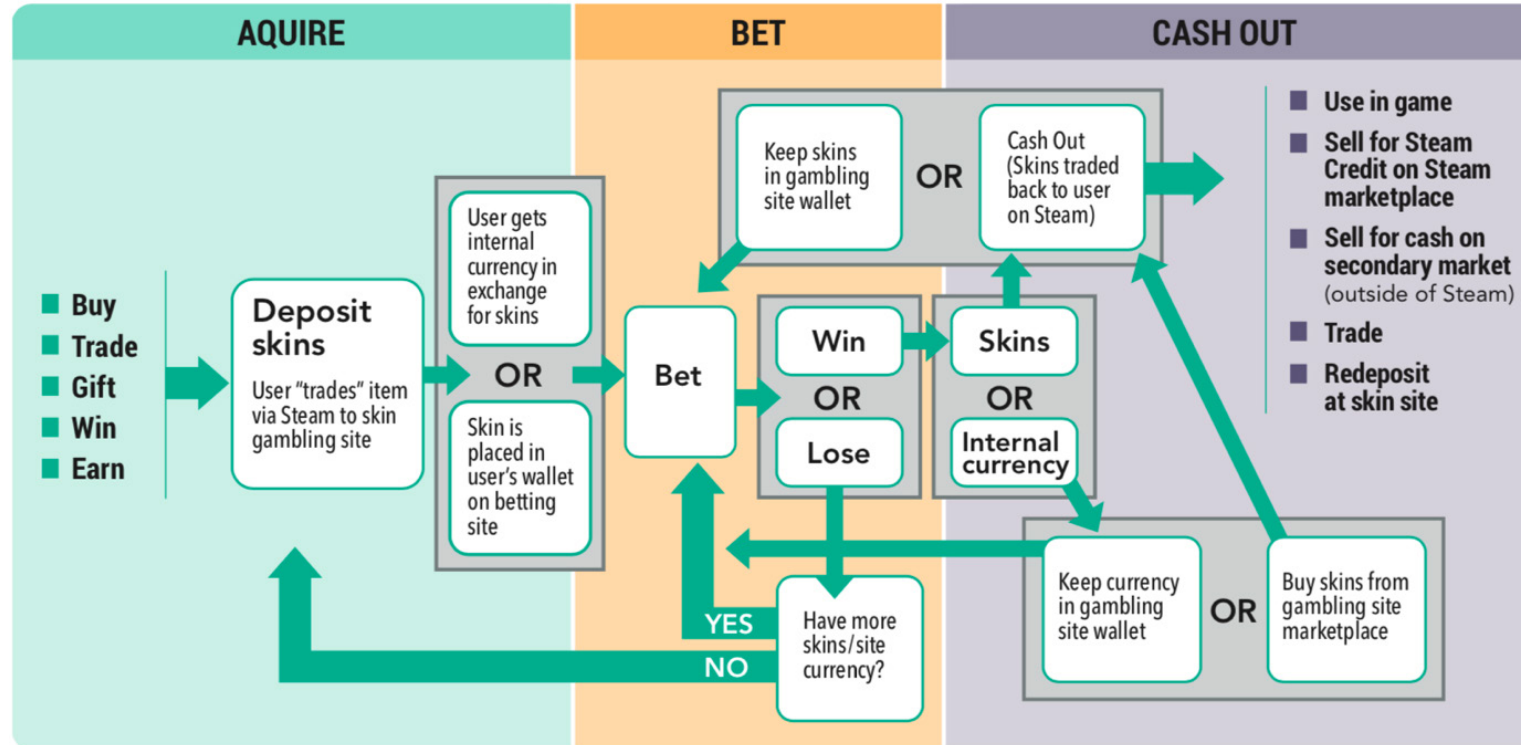 AQUIRE
BET
CASH OUT
Buy
Trade
Gift
Win
Earn
Deposit
skins
User "trades" item
via Steam to skin
gambling site
User gets
internal
currency in
exchange
for skins
OR
Skin is
placed in
user's wallet
on betting
site
Bet
Keep skins
in gambling
site wallet
OR
Cash Out
(Skins traded
back to user
on Steam)
Win
OR
Lose
Skins
OR
Internal
currency
YES
NO
Have more
skins/site
currency?
Keep currency
in gambling
site wallet
OR
Buy skins from
gambling site
marketplace
Use in game
Sell for Steam
Credit on Steam
marketplace
Sell for cash on
secondary market
(outside of Steam)
Trade
Redeposit
at skin site